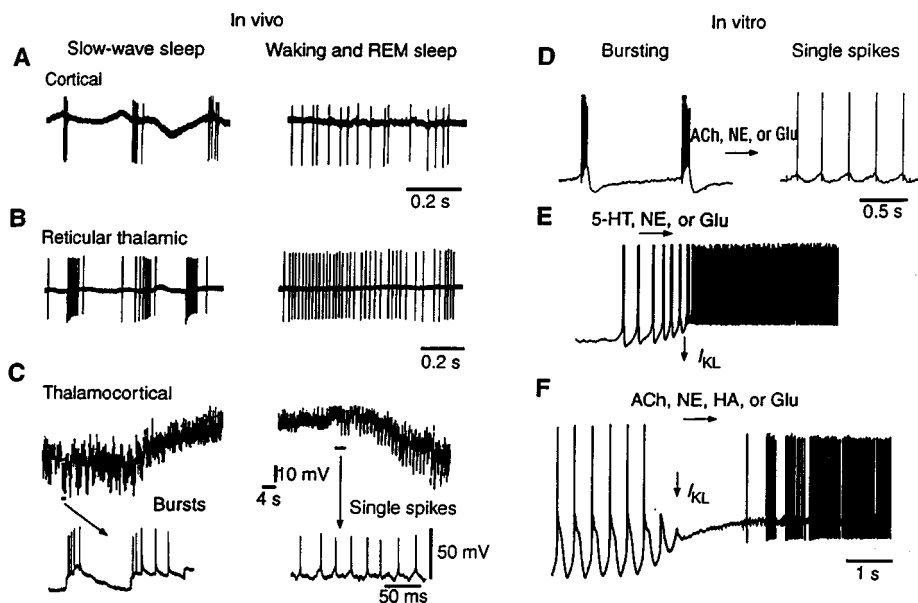 In vivo
Slow-wave sleep
Waking and REM sleep
A
Cortical
0.2 s
B
Reticular thalamic
0.2 s
C
Thalamocortical
10 mV
4 s
Bursts
Single spikes
50 mV
50 ms
In vitro
D
Bursting
Single spikes
ACh, NE, or Glu
0.5 s
E
5-HT, NE, or Glu
IKL
F
ACh, NE, HA, or Glu
IKL
1 s